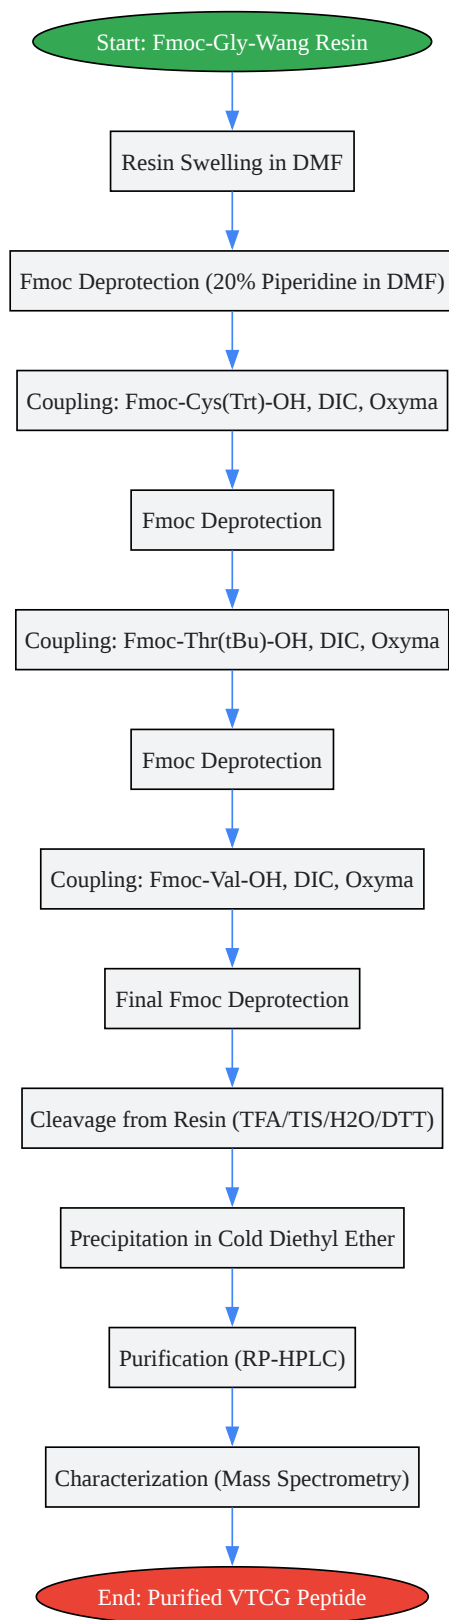 Start: Fmoc-Gly-Wang Resin
Resin Swelling in DMF
Fmoc Deprotection (20% Piperidine in DMF)
Coupling: Fmoc-Cys(Trt)-OH, DIC, Oxyma
Fmoc Deprotection
Coupling: Fmoc-Thr(tBu)-OH, DIC, Oxyma
Fmoc Deprotection
Coupling: Fmoc-Val-OH, DIC, Oxyma
Final Fmoc Deprotection
Cleavage from Resin (TFA/TIS/H2O/DTT)
Precipitation in Cold Diethyl Ether
Purification (RP-HPLC)
Characterization (Mass Spectrometry)
End: Purified VTCG Peptide